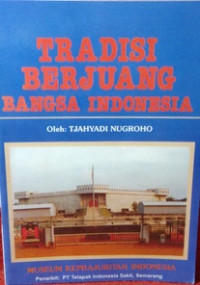 TRADISI
BERJUANG
BANGSA INDONESIA
Oleh: TJAHYADI NUGROHO
MUSEUM KEPRAJURITAN INDONESIA
Penerbit: PT Telapak Indonesia Sakti, Semarang